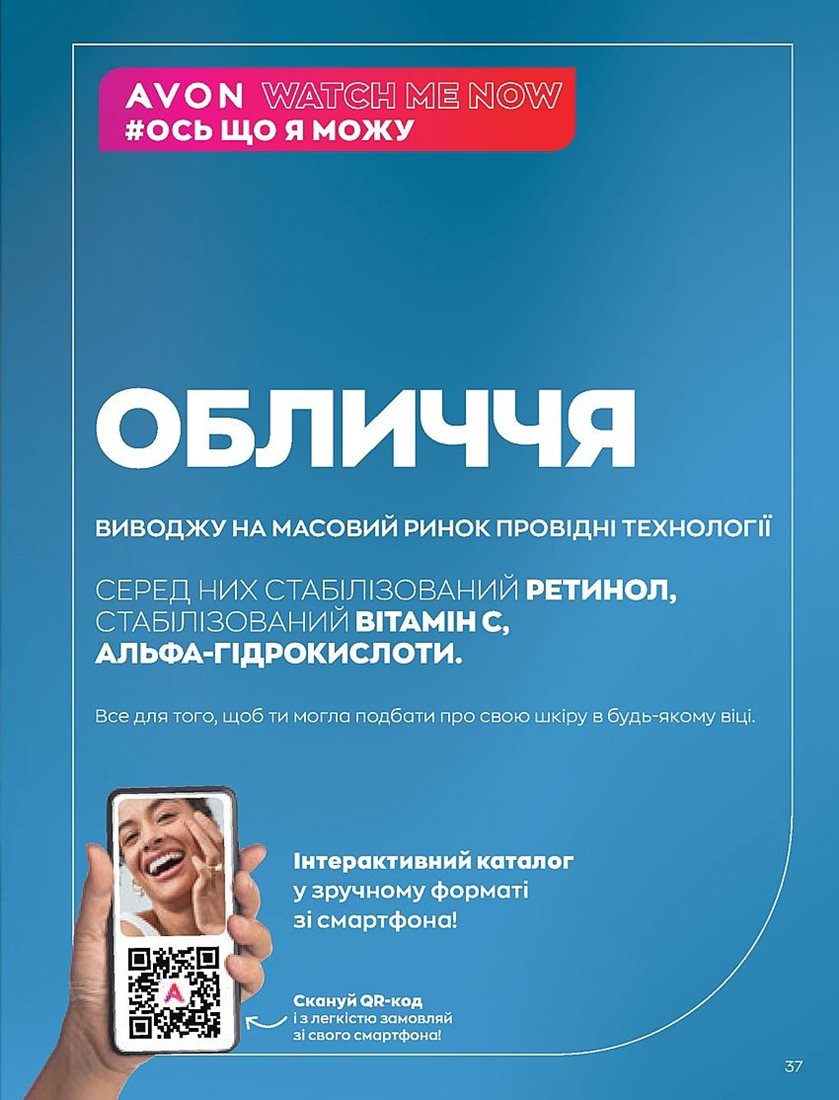 AVON WATCH ME NOW
#ОСЬ ЩО Я МОЖУ
ОБЛИЧЧЯ
ВИВОДЖУ НА МАСОВИЙ РИНОК ПРОВІДНІ ТЕХНОЛОГІЇ
СЕРЕД НИХ СТАБІЛІЗОВАНИЙ РЕТИНОЛ,
СТАБІЛІЗОВАНИЙ ВІТАМІН С,
АЛЬФА-ГІДРОКИСЛОТИ.
Все для того, щоб ти могла подбати про свою шкіру в будь-якому віці.
Інтерактивний каталог
у зручному форматі
зі смартфона!
Скануй QR-код
і з легкістю замовляй
зі свого смартфона!
37